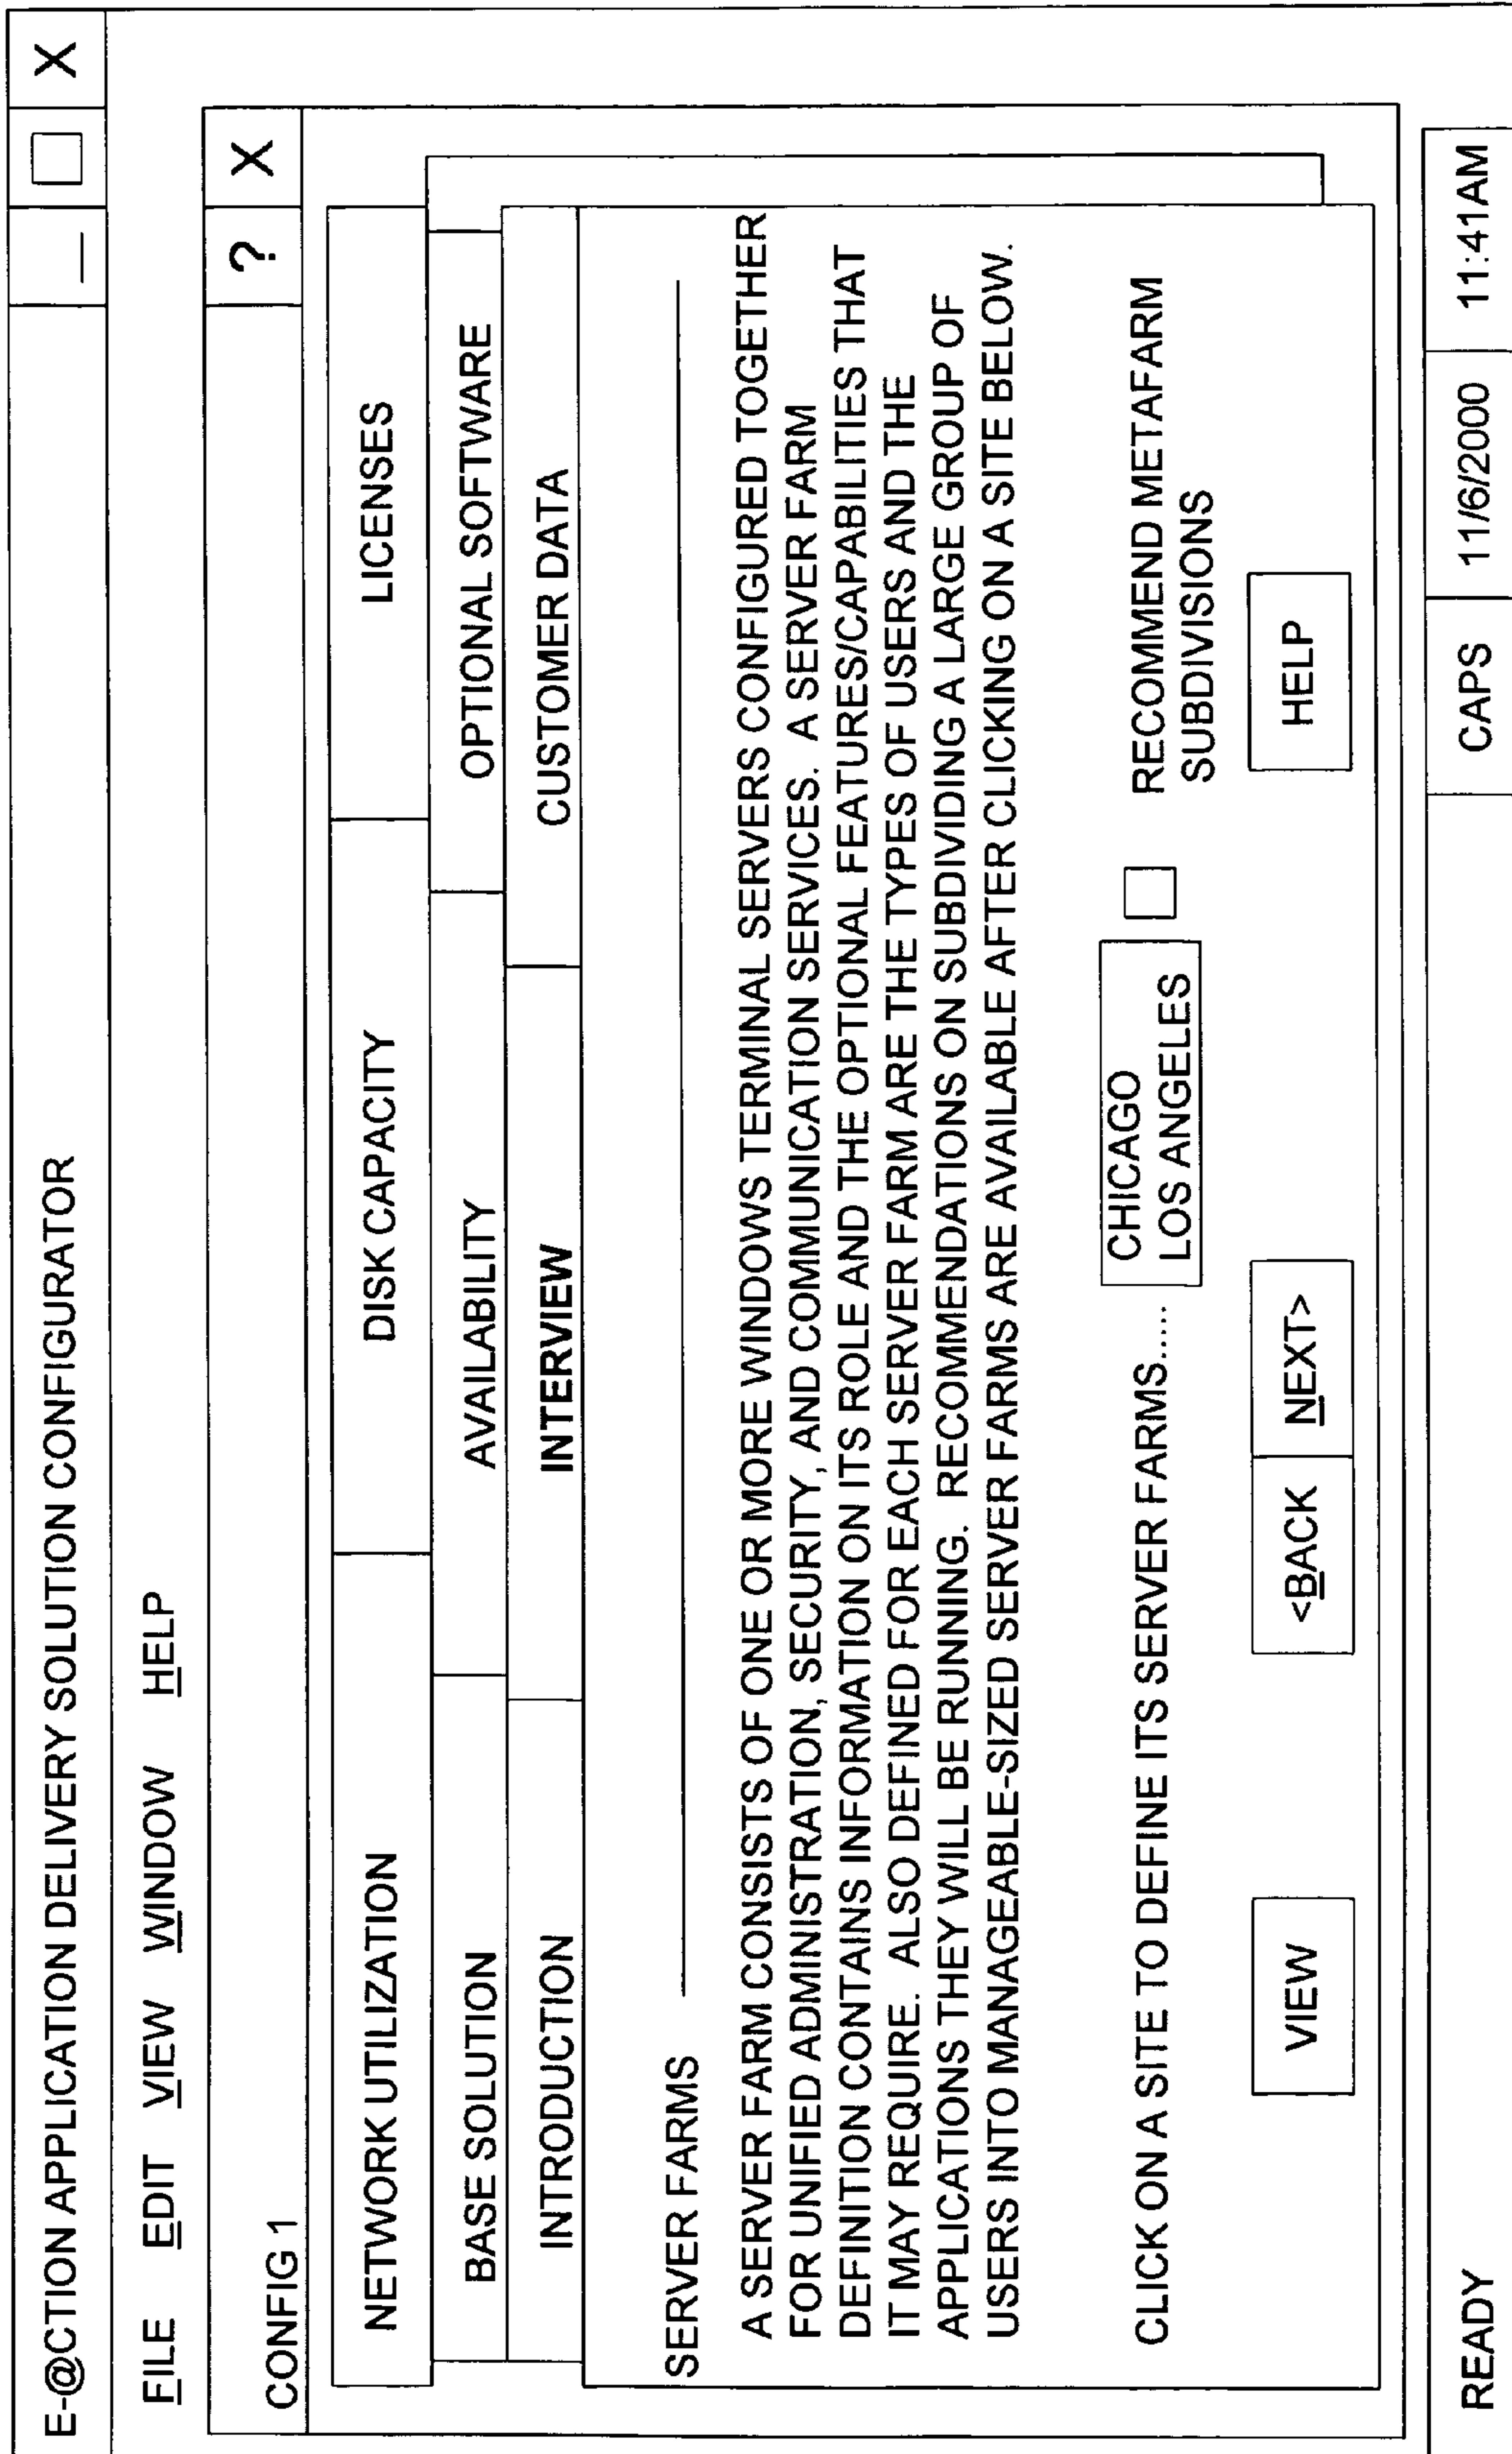 E-@CTION APPLICATION DELIVERY SOLUTION CONFIGURATOR – X
FILE EDIT VIEW WINDOW HELP
CONFIG 1 ? X
NETWORK UTILIZATION DISK CAPACITY LICENSES
BASE SOLUTION AVAILABILITY OPTIONAL SOFTWARE
INTRODUCTION INTERVIEW CUSTOMER DATA
SERVER FARMS
A SERVER FARM CONSISTS OF ONE OR MORE WINDOWS TERMINAL SERVERS CONFIGURED TOGETHER
FOR UNIFIED ADMINISTRATION, SECURITY, AND COMMUNICATION SERVICES. A SERVER FARM
DEFINITION CONTAINS INFORMATION ON ITS ROLE AND THE OPTIONAL FEATURES/CAPABILITIES THAT
IT MAY REQUIRE. ALSO DEFINED FOR EACH SERVER FARM ARE THE TYPES OF USERS AND THE
APPLICATIONS THEY WILL BE RUNNING. RECOMMENDATIONS ON SUBDIVIDING A LARGE GROUP OF
USERS INTO MANAGEABLE-SIZED SERVER FARMS ARE AVAILABLE AFTER CLICKING ON A SITE BELOW.
CLICK ON A SITE TO DEFINE ITS SERVER FARMS.....
CHICAGO
LOS ANGELES
RECOMMEND METAFARM
SUBDIVISIONS
VIEW <BACK NEXT> HELP
READY CAPS 11/6/2000 11:41AM